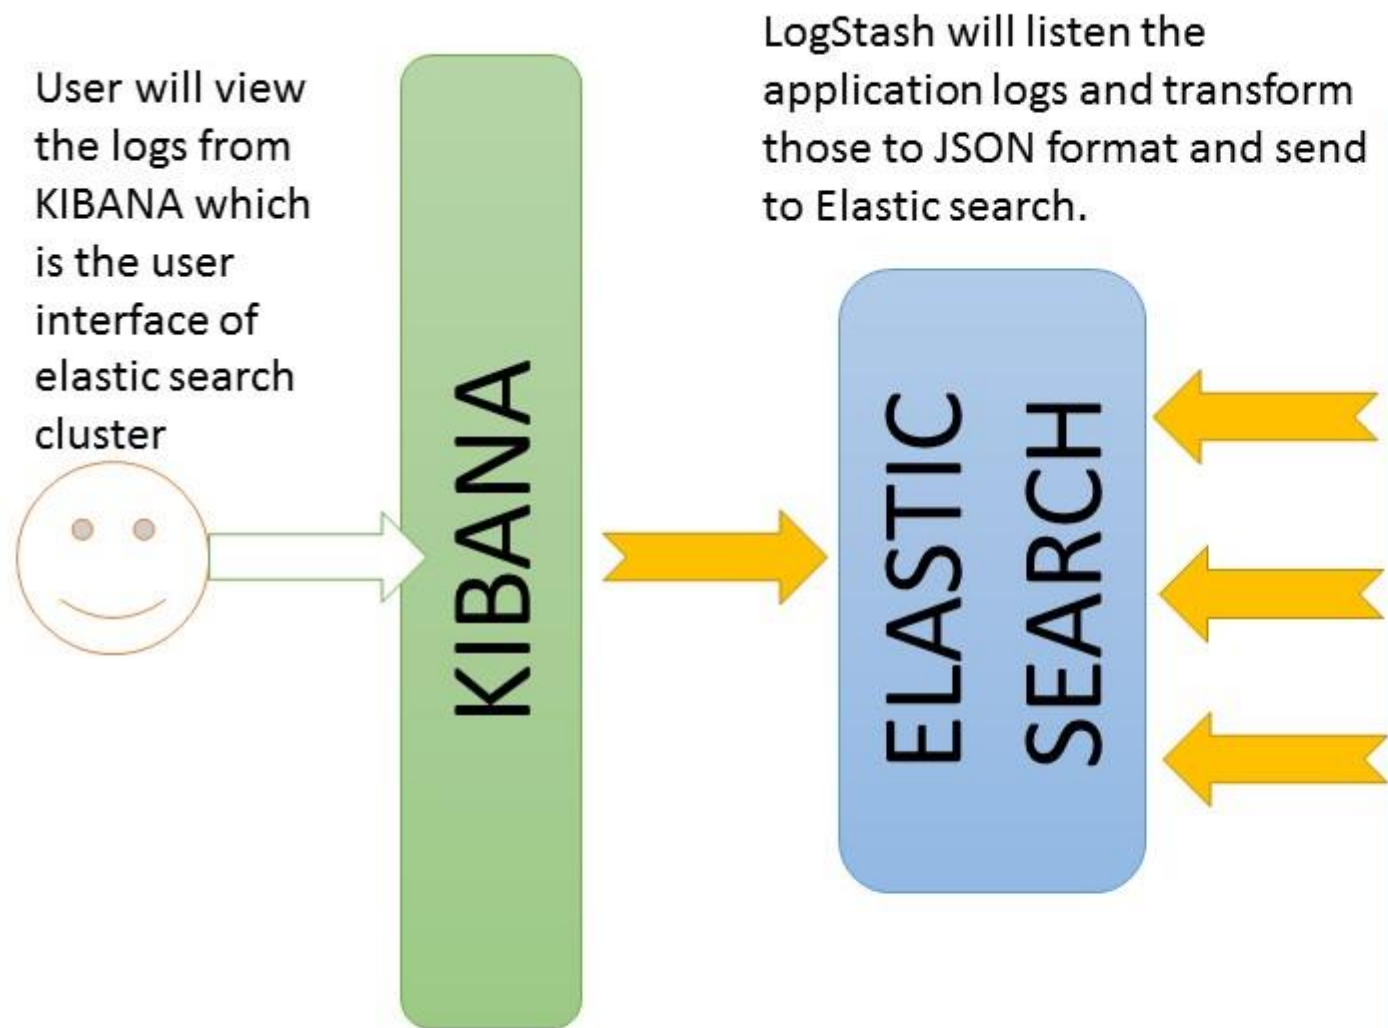 User will view
the logs from
KIBANA which
is the user
interface of
elastic search
cluster
LogStash will listen the
application logs and transform
those to JSON format and send
to Elastic search.
KIBANA
ELASTIC
SEARCH